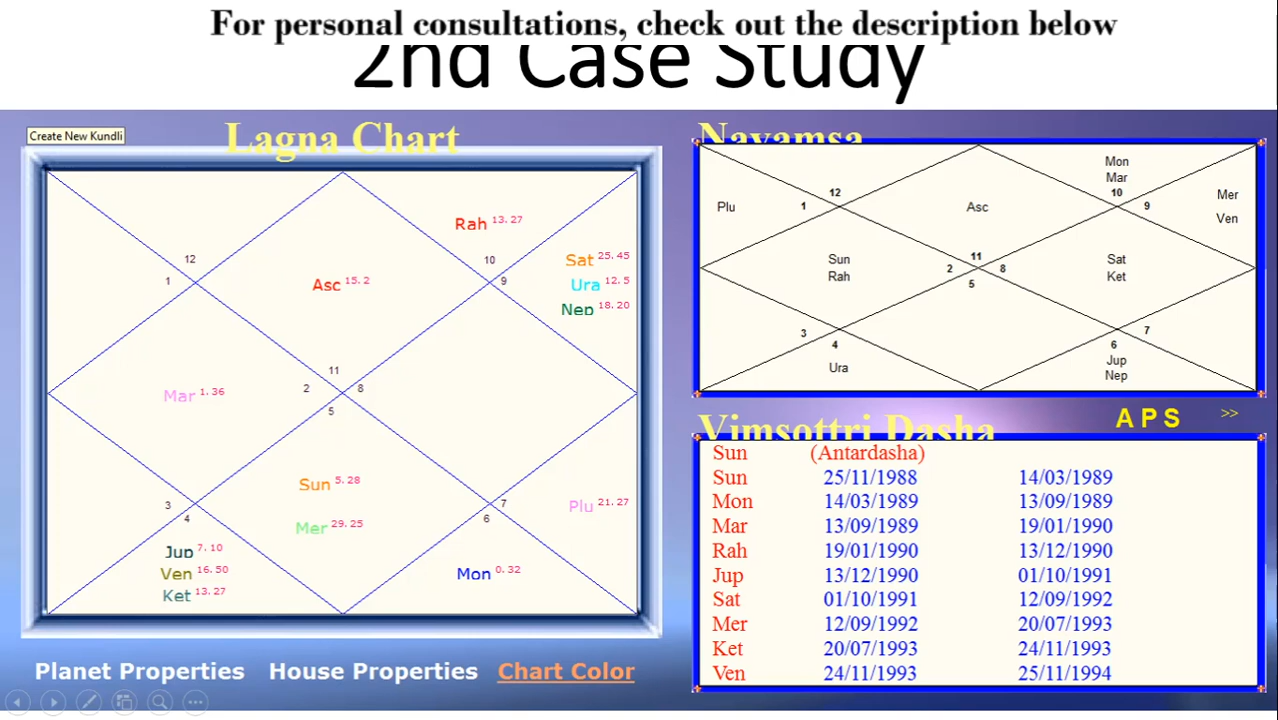 For personal consultations, check out the description below
2nd Case Study
Create New Kundli
Lagna Chart
Rah 13. 27
12
10
Sat 25. 45
1
Asc 15. 2
9
Ura 12. 5
Nep 18. 20
11
2
8
Mar 1. 36
5
Sun 5. 28
3
7
Plu 21. 27
4
6
Mer 29. 25
Jup 7. 10
Ven 16. 50
Mon 0. 32
Ket 13. 27
Planet Properties House Properties Chart Color
Navamsa
Mon
Mar
12
10
Mer
Plu
1
Asc
9
Ven
Sun
Rah
11
Sat
Ket
2
8
5
3
7
4
6
Ura
Jup
Nep
A P S >>
Vimsottri Dasha
Sun (Antardasha)
Sun 25/11/1988 14/03/1989
Mon 14/03/1989 13/09/1989
Mar 13/09/1989 19/01/1990
Rah 19/01/1990 13/12/1990
Jup 13/12/1990 01/10/1991
Sat 01/10/1991 12/09/1992
Mer 12/09/1992 20/07/1993
Ket 20/07/1993 24/11/1993
Ven 24/11/1993 25/11/1994